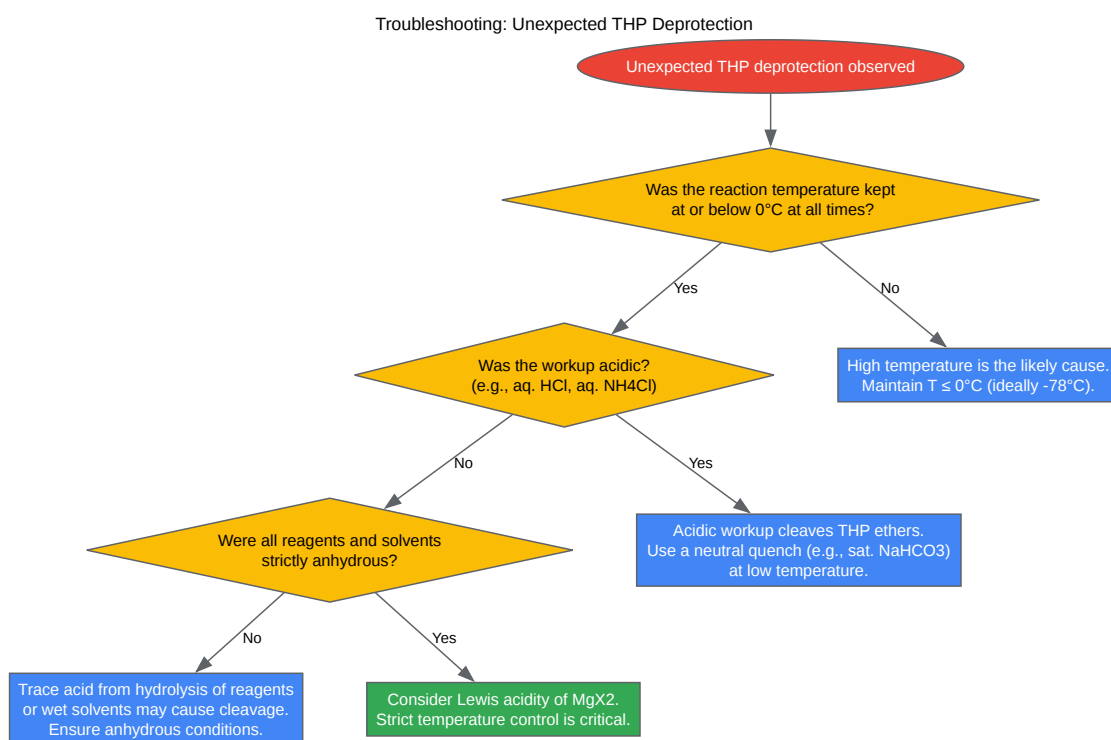 Troubleshooting: Unexpected THP Deprotection
Unexpected THP deprotection observed
Was the reaction temperature kept
at or below 0°C at all times?
Yes
No
Was the workup acidic?
(e.g., aq. HCl, aq. NH4Cl)
High temperature is the likely cause.
Maintain T ≤ 0°C (ideally -78°C).
No
Yes
Were all reagents and solvents
strictly anhydrous?
Acidic workup cleaves THP ethers.
Use a neutral quench (e.g., sat. NaHCO3)
at low temperature.
No
Yes
Trace acid from hydrolysis of reagents
or wet solvents may cause cleavage.
Ensure anhydrous conditions.
Consider Lewis acidity of MgX2.
Strict temperature control is critical.